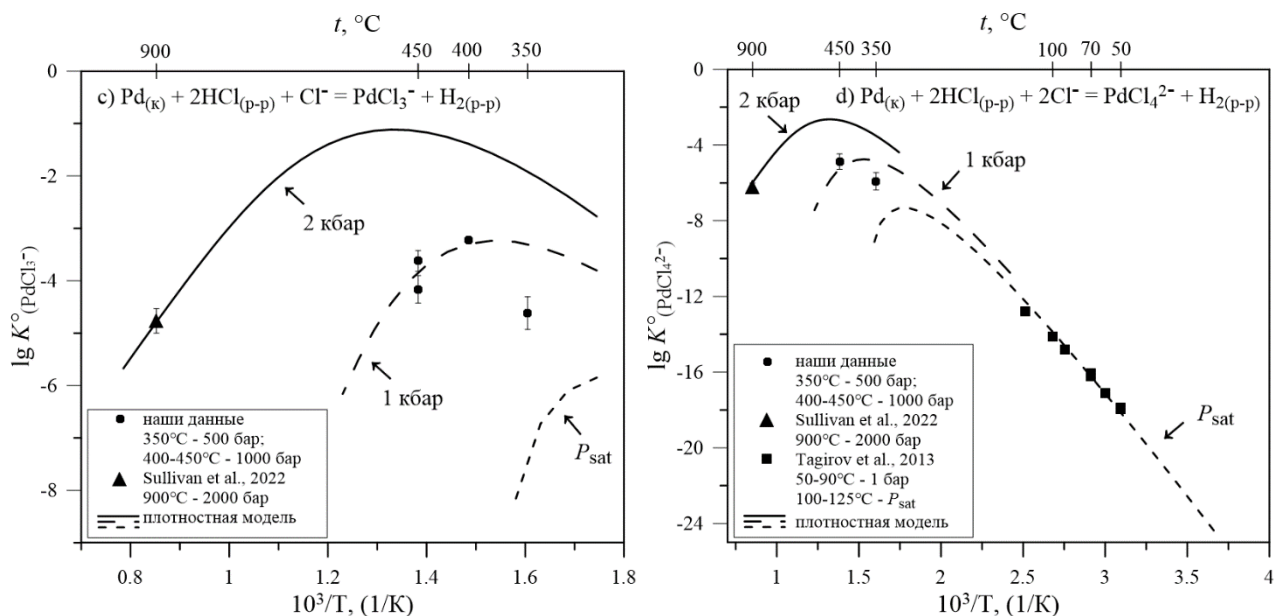 t, °C
900 450 400 350
c) Pd(к) + 2HCl(р-р) + Cl⁻ = PdCl₃⁻ + H₂(р-р)
lg K°(PdCl₃⁻)
0
-2
-4
-6
-8
2 кбар
1 кбар
Psat
наши данные
350°С - 500 бар;
400-450°С - 1000 бар
Sullivan et al., 2022
900°С - 2000 бар
плотностная модель
0.8 1 1.2 1.4 1.6 1.8
10³/T, (1/К)
t, °C
900 450 350 100 70 50
d) Pd(к) + 2HCl(р-р) + 2Cl⁻ = PdCl₄²⁻ + H₂(р-р)
lg K°(PdCl₄²⁻)
0
-4
-8
-12
-16
-20
-24
2 кбар
1 кбар
Psat
наши данные
350°С - 500 бар;
400-450°С - 1000 бар
Sullivan et al., 2022
900°С - 2000 бар
Tagirov et al., 2013
50-90°С - 1 бар
100-125°С - Psat
плотностная модель
1 1.5 2 2.5 3 3.5 4
10³/T, (1/К)